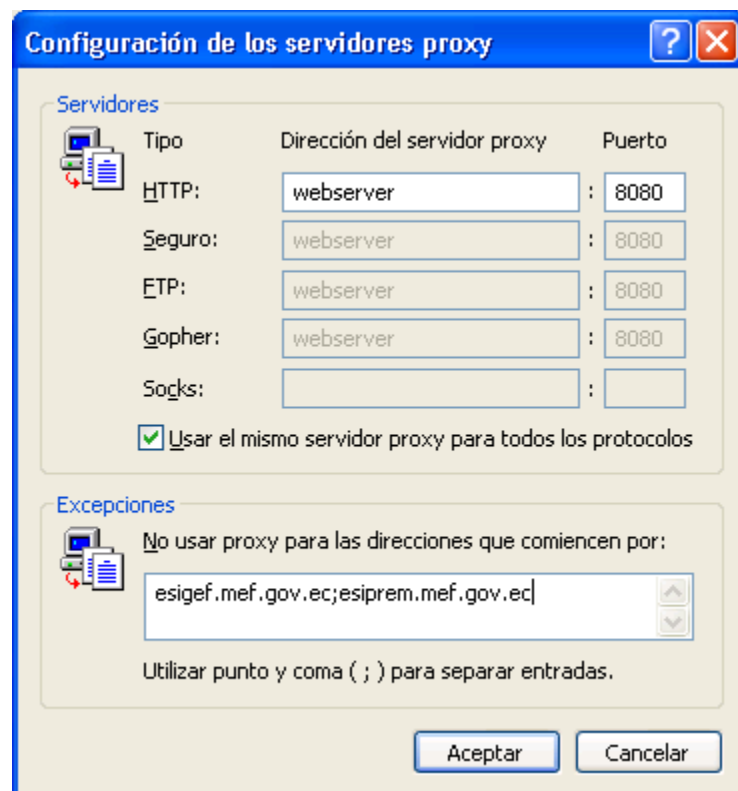 Configuración de los servidores proxy
Servidores
Tipo Dirección del servidor proxy Puerto
HTTP: webserver : 8080
Seguro: webserver : 8080
FTP: webserver : 8080
Gopher: webserver : 8080
Socks: :
Usar el mismo servidor proxy para todos los protocolos
Excepciones
No usar proxy para las direcciones que comiencen por:
esigef.mef.gov.ec;esiprem.mef.gov.ec
Utilizar punto y coma ( ; ) para separar entradas.
Aceptar Cancelar